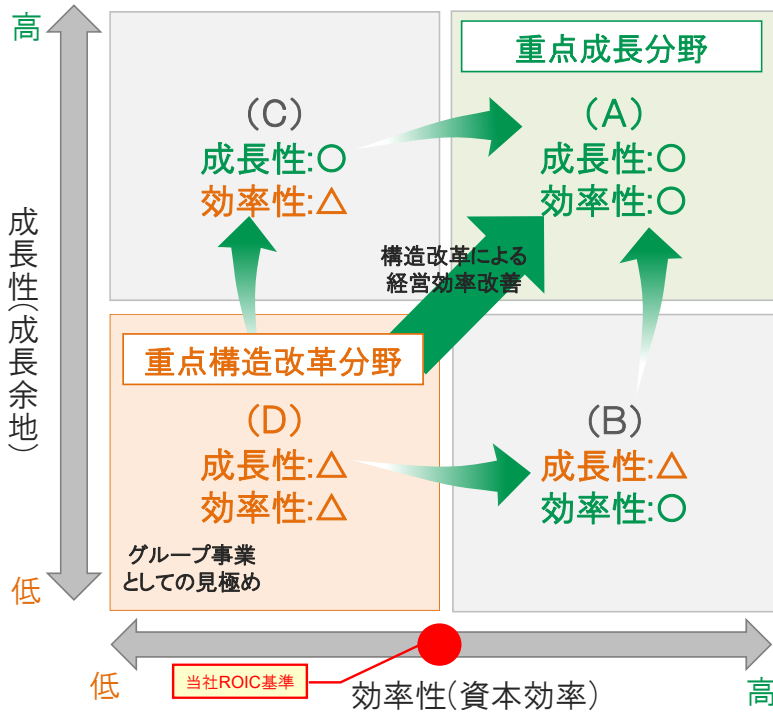 高
重点成長分野
(C)
成長性:○
効率性:△
(A)
成長性:○
効率性:○
構造改革による
経営効率改善
成長性(成長余地)
重点構造改革分野
(D)
成長性:△
効率性:△
(B)
成長性:△
効率性:○
グループ事業
としての見極め
低
低
当社ROIC基準
効率性(資本効率)
高